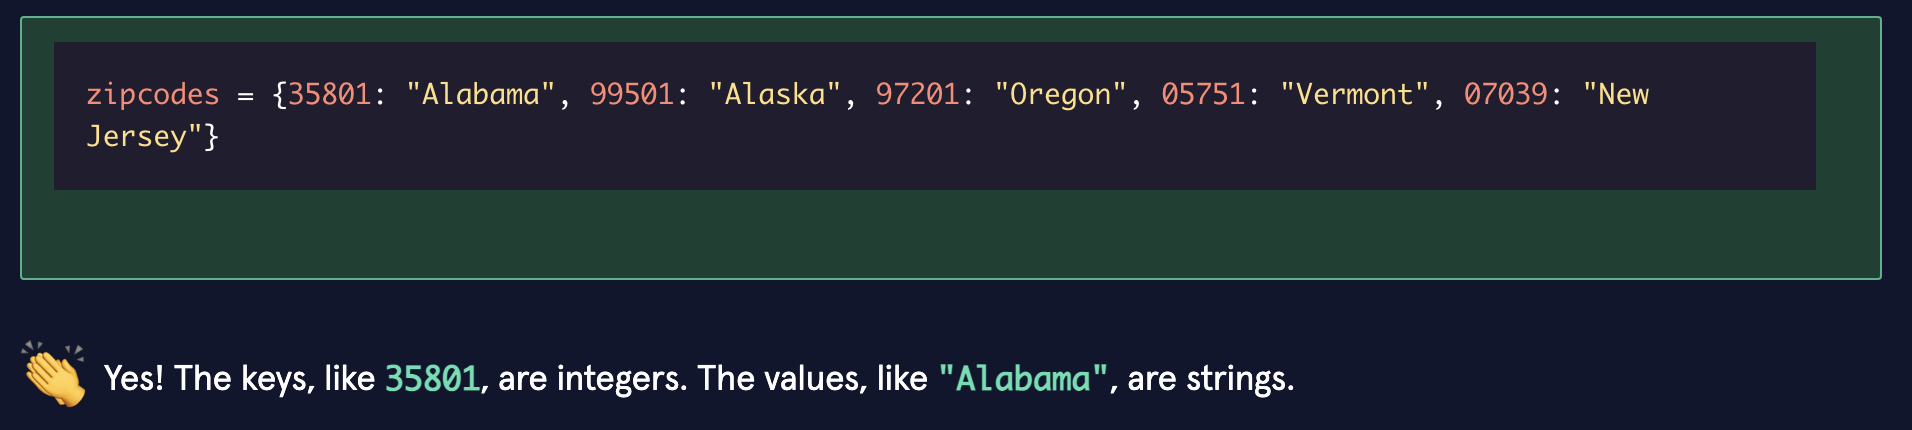 zipcodes = {35801: "Alabama", 99501: "Alaska", 97201: "Oregon", 05751: "Vermont", 07039: "New
Jersey"}
Yes! The keys, like 35801, are integers. The values, like "Alabama", are strings.